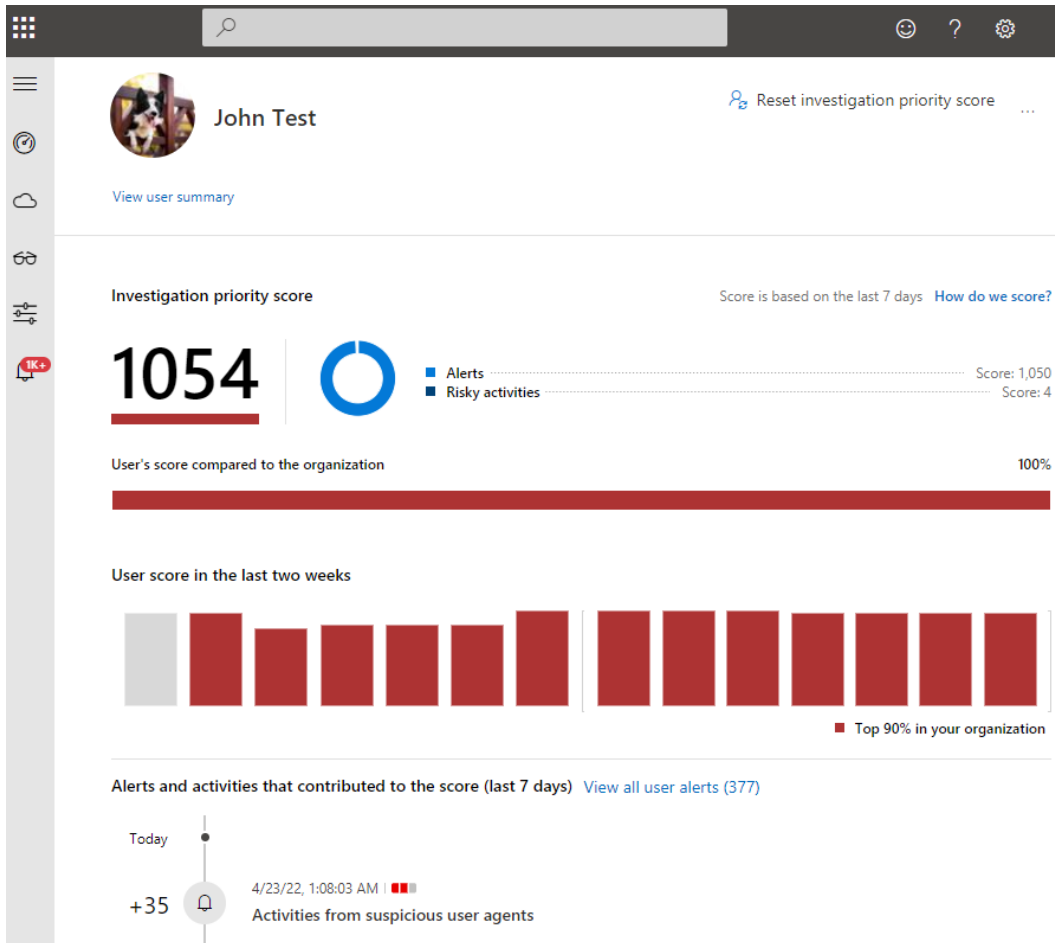 ?
John Test
Reset investigation priority score
...
View user summary
1K+
Investigation priority score
Score is based on the last 7 days How do we score?
1054
Alerts Score: 1,050
Risky activities Score: 4
User's score compared to the organization 100%
User score in the last two weeks
Top 90% in your organization
Alerts and activities that contributed to the score (last 7 days) View all user alerts (377)
Today
4/23/22, 1:08:03 AM
+35
Activities from suspicious user agents